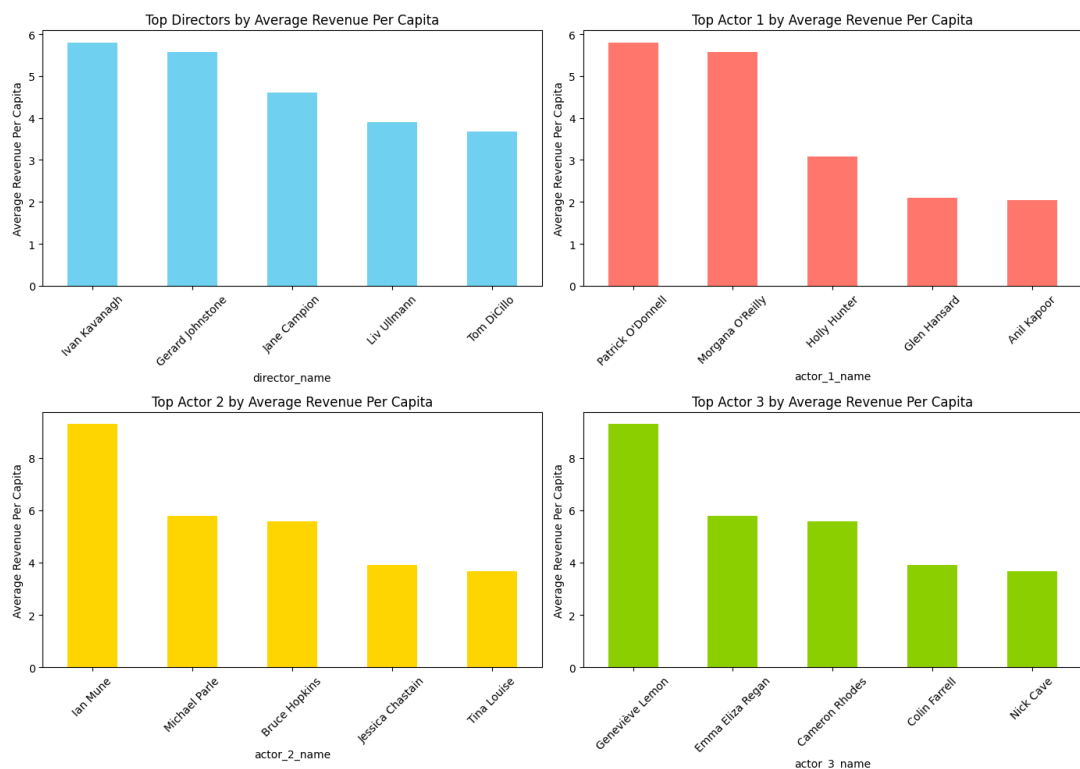 Top Directors by Average Revenue Per Capita
Average Revenue Per Capita
6
5
4
3
2
1
0
Ivan Kavanagh
Gerard Johnstone
Jane Campion
Liv Ullmann
Tom DiCillo
director_name
Top Actor 1 by Average Revenue Per Capita
Average Revenue Per Capita
6
5
4
3
2
1
0
Patrick O'Donnell
Morgana O'Reilly
Holly Hunter
Glen Hansard
Anil Kapoor
actor_1_name
Top Actor 2 by Average Revenue Per Capita
Average Revenue Per Capita
8
6
4
2
0
Ian Mune
Michael Parle
Bruce Hopkins
Jessica Chastain
Tina Louise
actor_2_name
Top Actor 3 by Average Revenue Per Capita
Average Revenue Per Capita
8
6
4
2
0
Geneviève Lemon
Emma Eliza Regan
Cameron Rhodes
Colin Farrell
Nick Cave
actor_3_name